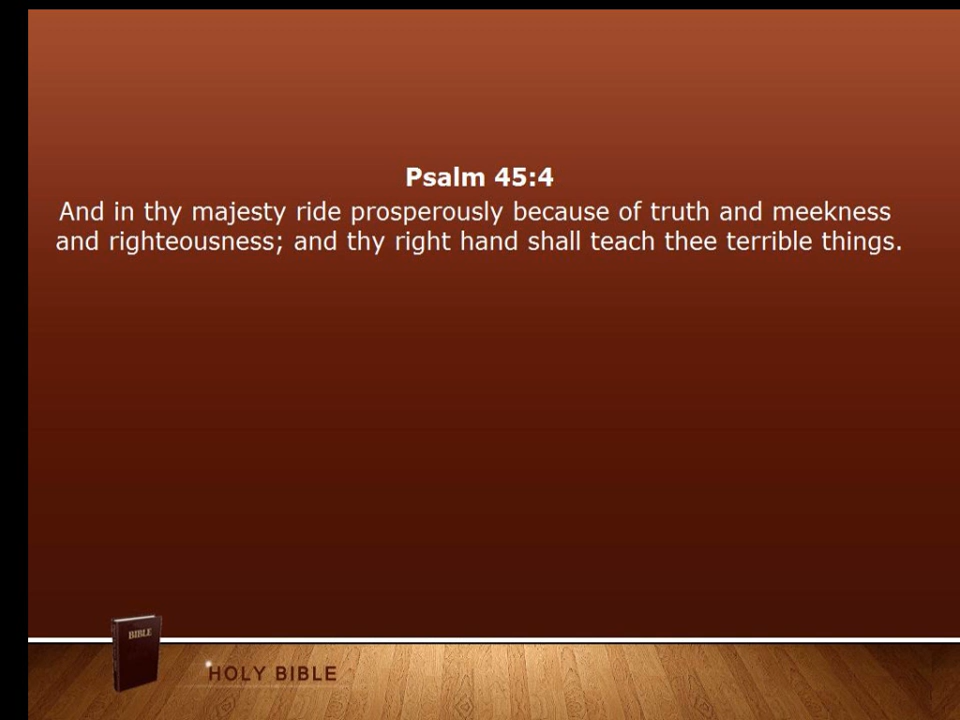 Psalm 45:4
And in thy majesty ride prosperously because of truth and meekness
and righteousness; and thy right hand shall teach thee terrible things.
BIBLE
HOLY BIBLE